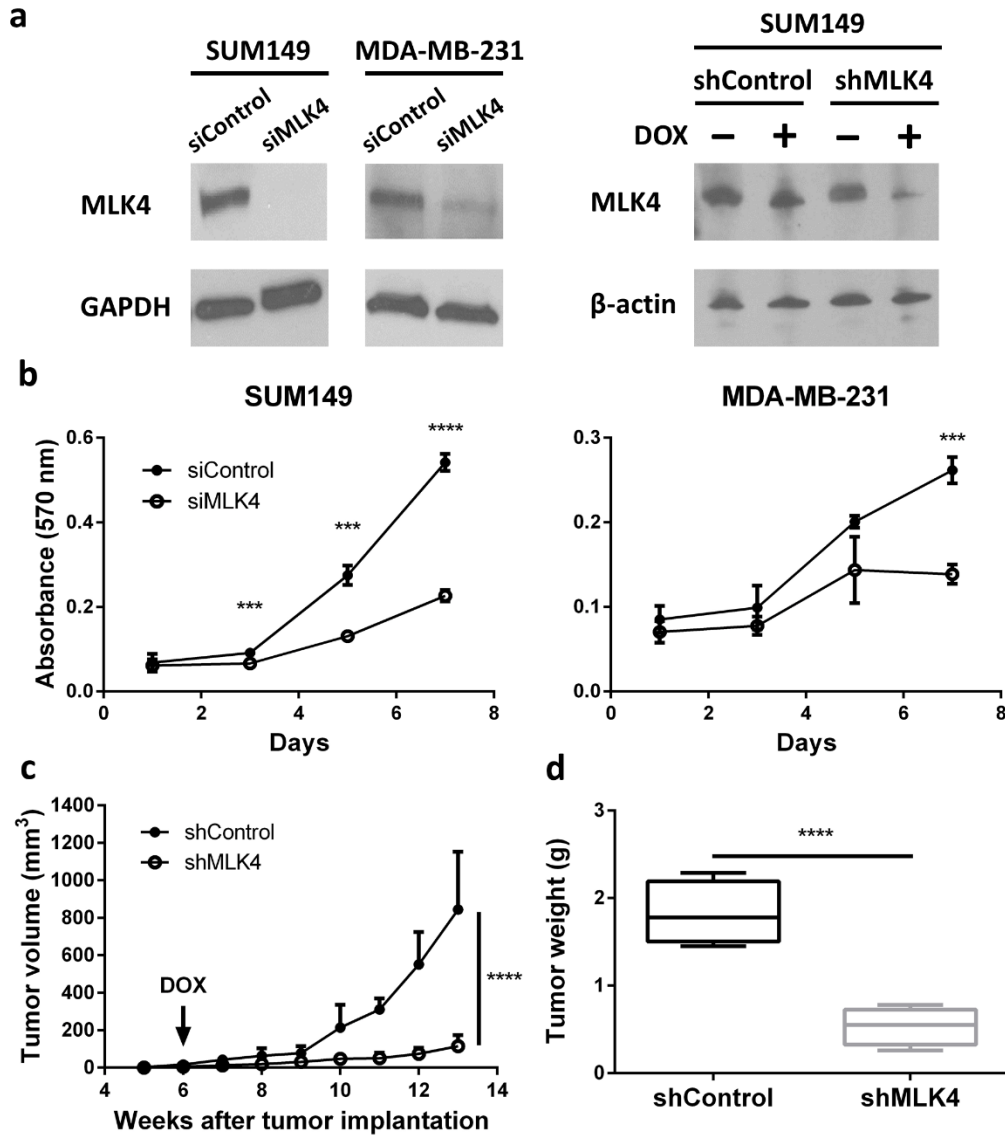 a
SUM149
MDA-MB-231
siControl
siMLK4
siControl
siMLK4
MLK4
GAPDH
SUM149
shControl
shMLK4
DOX
− + − +
MLK4
β-actin
b
SUM149
Absorbance (570 nm)
0.6
0.4
0.2
0.0
siControl
siMLK4
***
***
****
0 2 4 6 8
Days
MDA-MB-231
0.3
0.2
0.1
0.0
***
0 2 4 6 8
Days
c
Tumor volume (mm³)
1400
1200
1000
800
600
400
200
0
shControl
shMLK4
DOX
****
4 6 8 10 12 14
Weeks after tumor implantation
d
Tumor weight (g)
3
2
1
0
****
shControl
shMLK4